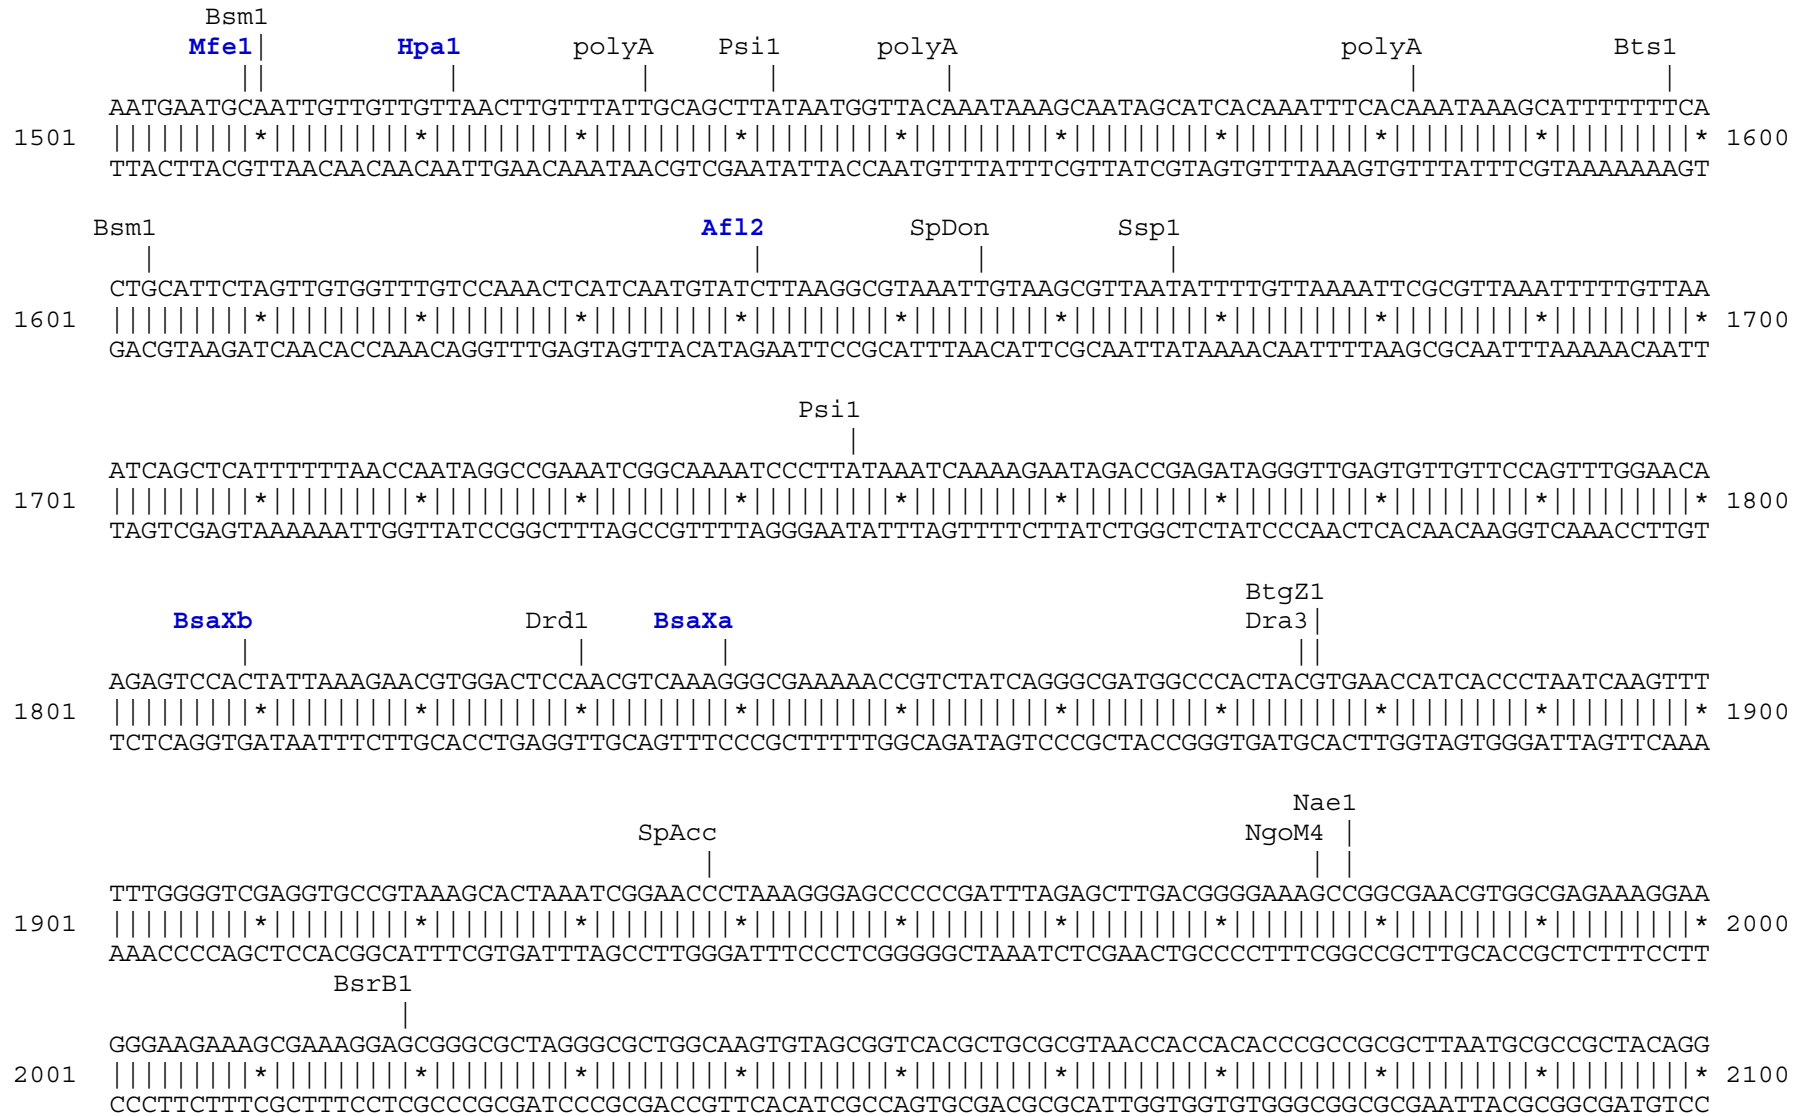 Bsm1
Mfe1| Hpa1 polyA Psi1 polyA polyA Bts1
AATGAATGCAATTGTTGTTGTTAACTTGTTTATTGCAGCTTATAATGGTTACAAATAAAGCAATAGCATCACAAATTTCACAAATAAAGCATTTTTTTCA
1501 |||||||||*|||||||||*|||||||||*|||||||||*|||||||||*|||||||||*|||||||||*|||||||||*|||||||||*|||||||||* 1600
TTACTTACGTTAACAACAACAATTGAACAAATAACGTCGAATATTACCAATGTTTATTTCGTTATCGTAGTGTTTAAAGTGTTTATTTCGTAAAAAAAGT
Bsm1 Afl2 SpDon Ssp1
CTGCATTCTAGTTGTGGTTTGTCCAAACTCATCAATGTATCTTAAGGCGTAAATTGTAAGCGTTAATATTTTGTTAAAATTCGCGTTAAATTTTTGTTAA
1601 |||||||||*|||||||||*|||||||||*|||||||||*|||||||||*|||||||||*|||||||||*|||||||||*|||||||||*|||||||||* 1700
GACGTAAGATCAACACCAAACAGGTTTGAGTAGTTACATAGAATTCCGCATTTAACATTCGCAATTATAAAACAATTTTAAGCGCAATTTAAAAACAATT
Psi1
ATCAGCTCATTTTTTAACCAATAGGCCGAAATCGGCAAAATCCCTTATAAATCAAAAGAATAGACCGAGATAGGGTTGAGTGTTGTTCCAGTTTGGAACA
1701 |||||||||*|||||||||*|||||||||*|||||||||*|||||||||*|||||||||*|||||||||*|||||||||*|||||||||*|||||||||* 1800
TAGTCGAGTAAAAAATTGGTTATCCGGCTTTAGCCGTTTTAGGGAATATTTAGTTTTCTTATCTGGCTCTATCCCAACTCACAACAAGGTCAAACCTTGT
BtgZ1
BsaXb Drd1 BsaXa Dra3|
AGAGTCCACTATTAAAGAACGTGGACTCCAACGTCAAAGGGCGAAAAACCGTCTATCAGGGCGATGGCCCACTACGTGAACCATCACCCTAATCAAGTTT
1801 |||||||||*|||||||||*|||||||||*|||||||||*|||||||||*|||||||||*|||||||||*|||||||||*|||||||||*|||||||||* 1900
TCTCAGGTGATAATTTCTTGCACCTGAGGTTGCAGTTTCCCGCTTTTTGGCAGATAGTCCCGCTACCGGGTGATGCACTTGGTAGTGGGATTAGTTCAAA
Nae1
SpAcc NgoM4 |
TTTGGGGTCGAGGTGCCGTAAAGCACTAAATCGGAACCCTAAAGGGAGCCCCCGATTTAGAGCTTGACGGGGAAAGCCGGCGAACGTGGCGAGAAAGGAA
1901 |||||||||*|||||||||*|||||||||*|||||||||*|||||||||*|||||||||*|||||||||*|||||||||*|||||||||*|||||||||* 2000
AAACCCCAGCTCCACGGCATTTCGTGATTTAGCCTTGGGATTTCCCTCGGGGGCTAAATCTCGAACTGCCCCTTTCGGCCGCTTGCACCGCTCTTTCCTT
BsrB1
GGGAAGAAAGCGAAAGGAGCGGGCGCTAGGGCGCTGGCAAGTGTAGCGGTCACGCTGCGCGTAACCACCACACCCGCCGCGCTTAATGCGCCGCTACAGG
2001 |||||||||*|||||||||*|||||||||*|||||||||*|||||||||*|||||||||*|||||||||*|||||||||*|||||||||*|||||||||* 2100
CCCTTCTTTCGCTTTCCTCGCCCGCGATCCCGCGACCGTTCACATCGCCAGTGCGACGCGCATTGGTGGTGTGGGCGGCGCGAATTACGCGGCGATGTCC